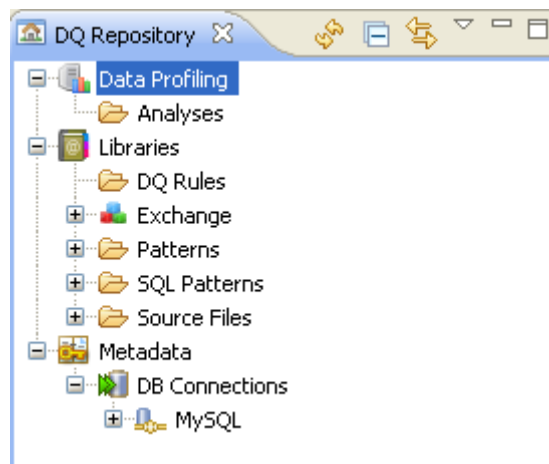 DQ Repository
Data Profiling
Analyses
Libraries
DQ Rules
Exchange
Patterns
SQL Patterns
Source Files
Metadata
DB Connections
MySQL